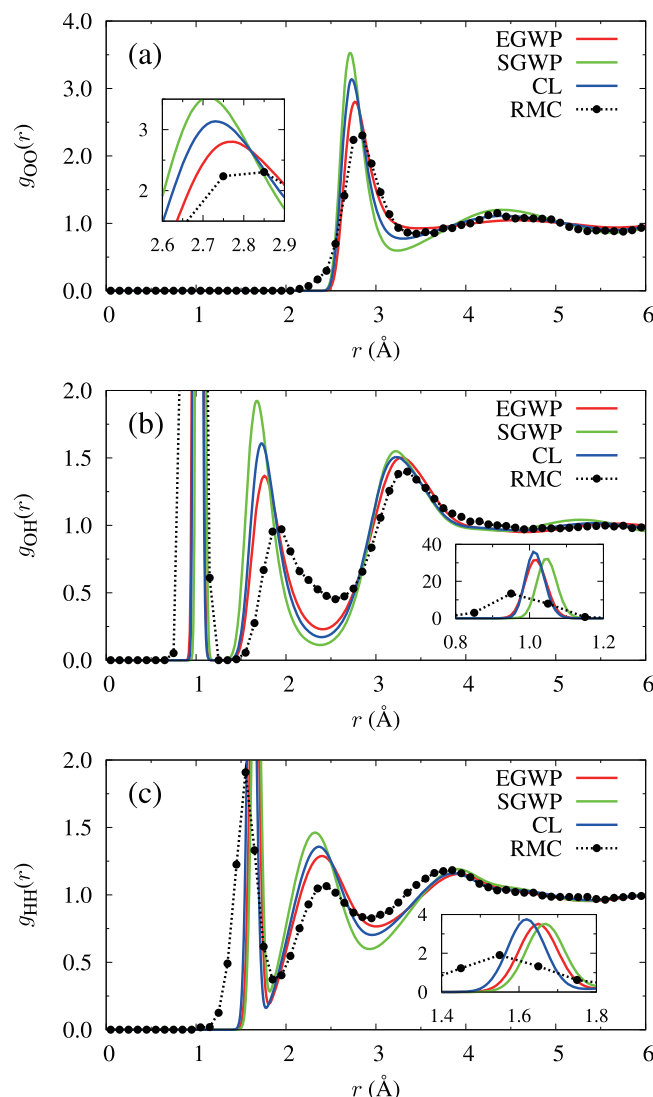 (a)
EGWP
SGWP
CL
RMC
gOO(r)
4.0
3.0
2.0
1.0
0.0
3
2
2.6 2.7 2.8 2.9
0 1 2 3 4 5 6
r (Å)
(b)
EGWP
SGWP
CL
RMC
gOH(r)
2.0
1.5
1.0
0.5
0.0
40
20
0
0.8 1.0 1.2
0 1 2 3 4 5 6
r (Å)
(c)
EGWP
SGWP
CL
RMC
gHH(r)
2.0
1.5
1.0
0.5
0.0
4
2
0
1.4 1.6 1.8
0 1 2 3 4 5 6
r (Å)